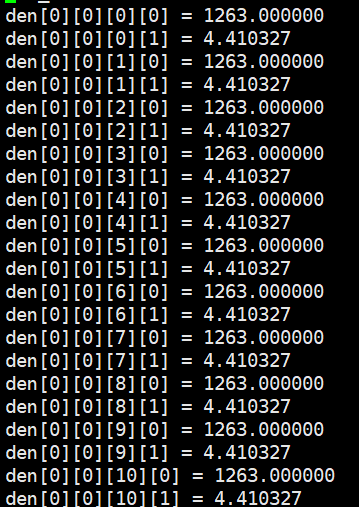 den[0][0][0][0] = 1263.000000
den[0][0][0][1] = 4.410327
den[0][0][1][0] = 1263.000000
den[0][0][1][1] = 4.410327
den[0][0][2][0] = 1263.000000
den[0][0][2][1] = 4.410327
den[0][0][3][0] = 1263.000000
den[0][0][3][1] = 4.410327
den[0][0][4][0] = 1263.000000
den[0][0][4][1] = 4.410327
den[0][0][5][0] = 1263.000000
den[0][0][5][1] = 4.410327
den[0][0][6][0] = 1263.000000
den[0][0][6][1] = 4.410327
den[0][0][7][0] = 1263.000000
den[0][0][7][1] = 4.410327
den[0][0][8][0] = 1263.000000
den[0][0][8][1] = 4.410327
den[0][0][9][0] = 1263.000000
den[0][0][9][1] = 4.410327
den[0][0][10][0] = 1263.000000
den[0][0][10][1] = 4.410327